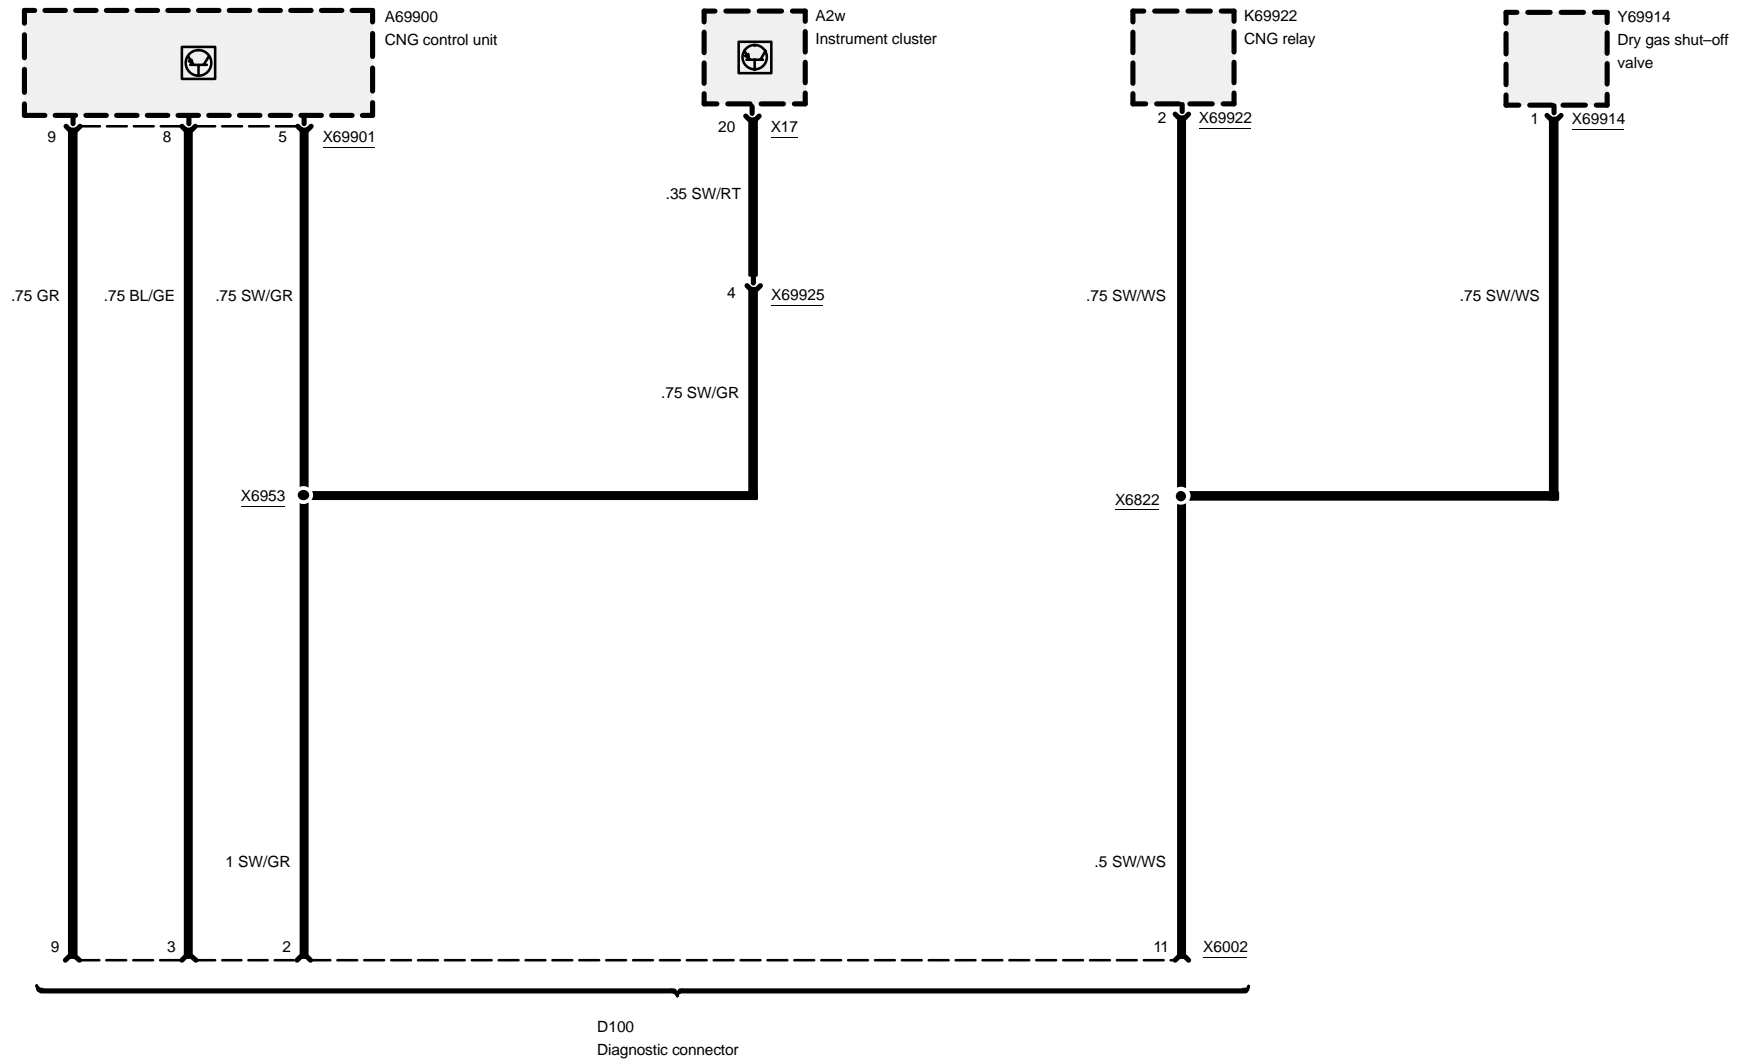 A69900
CNG control unit
A2w
Instrument cluster
K69922
CNG relay
Y69914
Dry gas shut–off
valve
9
8
5
X69901
20
X17
2
X69922
1
X69914
.35 SW/RT
.75 GR
.75 BL/GE
.75 SW/GR
4
X69925
.75 SW/WS
.75 SW/WS
.75 SW/GR
X6953
X6822
1 SW/GR
.5 SW/WS
9
3
2
11
X6002
D100
Diagnostic connector